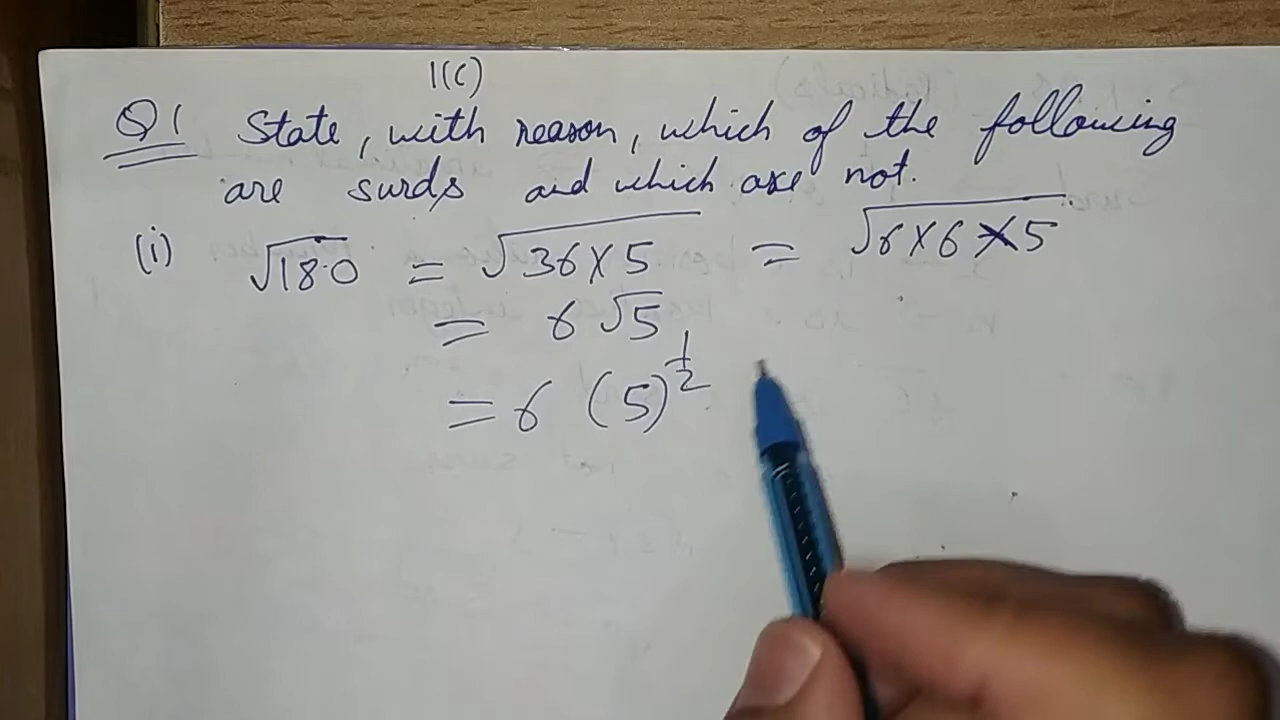 1(C)
Q1 State, with reason, which of the following
are surds and which are not.
(i) √180 = √36×5 = √6×6×5
= 6√5
= 6 (5)^1/2